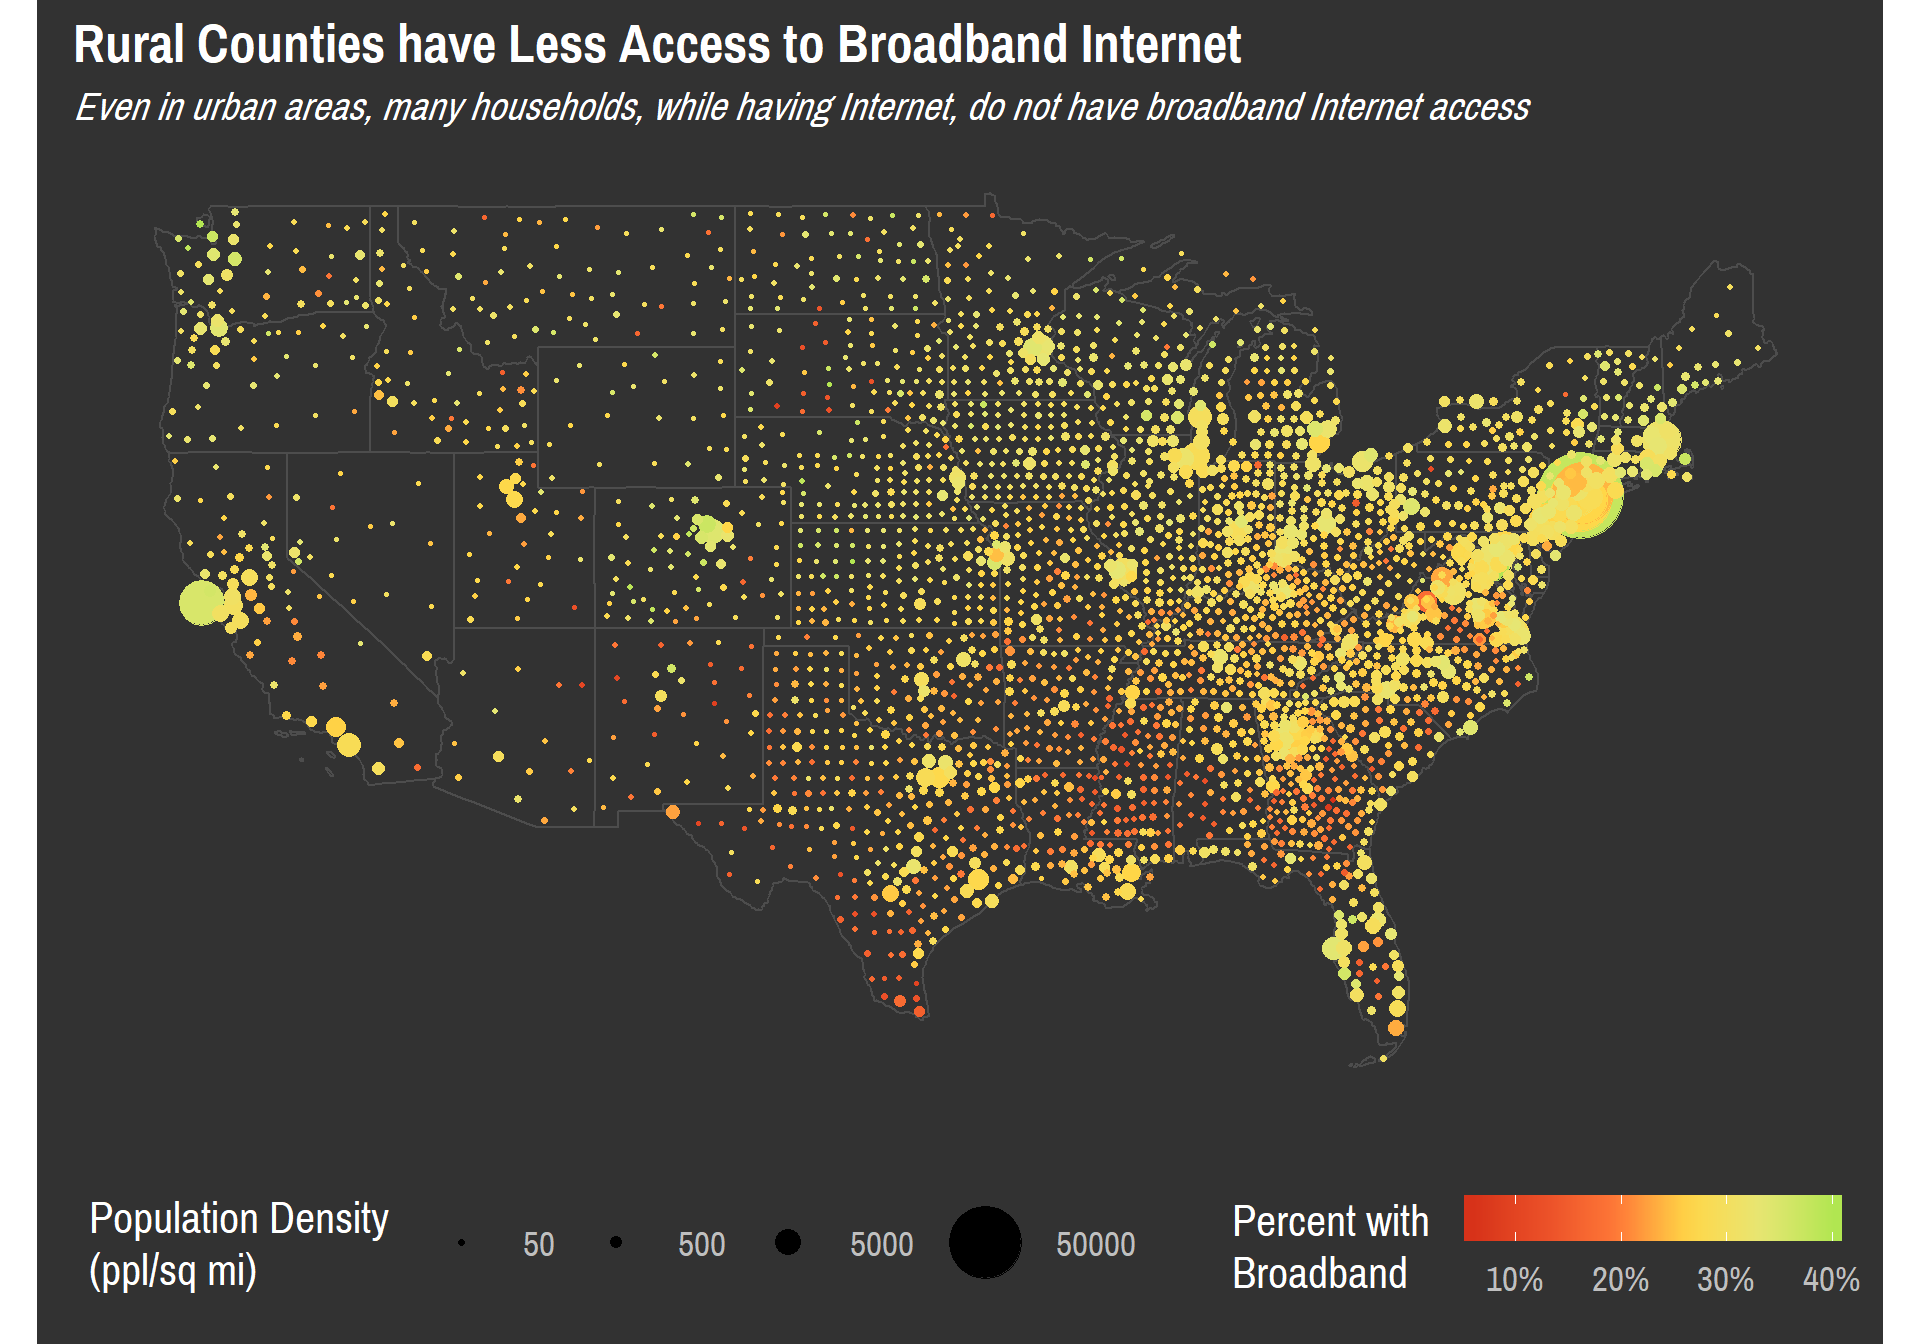 Rural Counties have Less Access to Broadband Internet
Even in urban areas, many households, while having Internet, do not have broadband Internet access
Population Density
(ppl/sq mi)
50 500 5000 50000
Percent with
Broadband
10% 20% 30% 40%